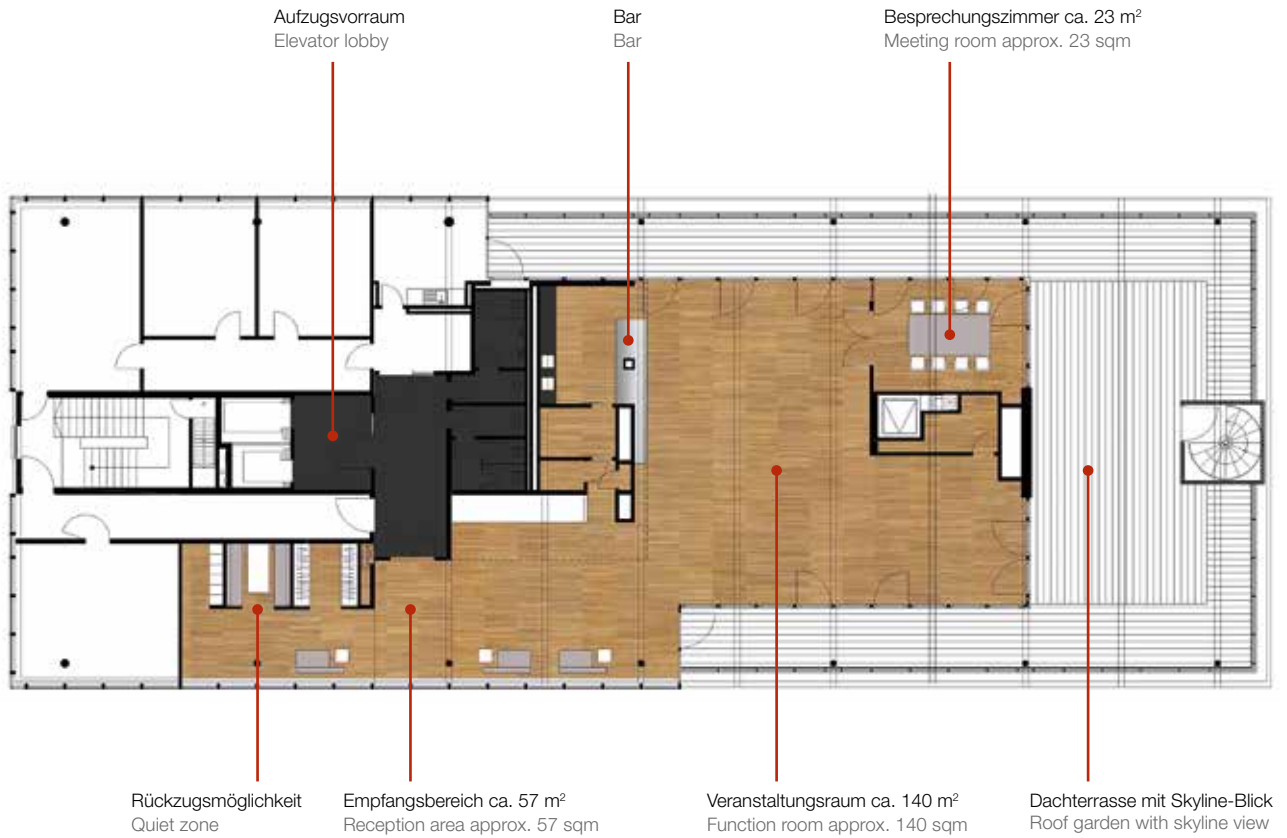 Aufzugsvorraum
Elevator lobby
Bar
Bar
Besprechungszimmer ca. 23 m²
Meeting room approx. 23 sqm
Rückzugsmöglichkeit
Quiet zone
Empfangsbereich ca. 57 m²
Reception area approx. 57 sqm
Veranstaltungsraum ca. 140 m²
Function room approx. 140 sqm
Dachterrasse mit Skyline-Blick
Roof garden with skyline view